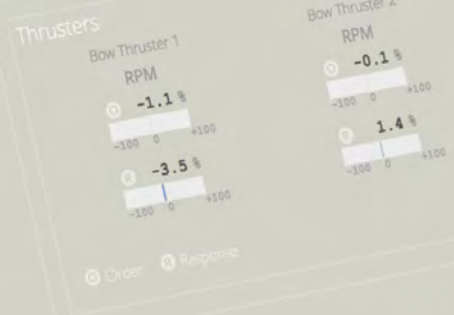 Thrusters
Bow Thruster 1
RPM
O -1.1 %
-100 0 +100
R -3.5 %
-100 0 +100
Bow Thruster 2
RPM
O -0.1 %
-100 0 +100
R 1.4 %
-100 0 +100
O Order R Response